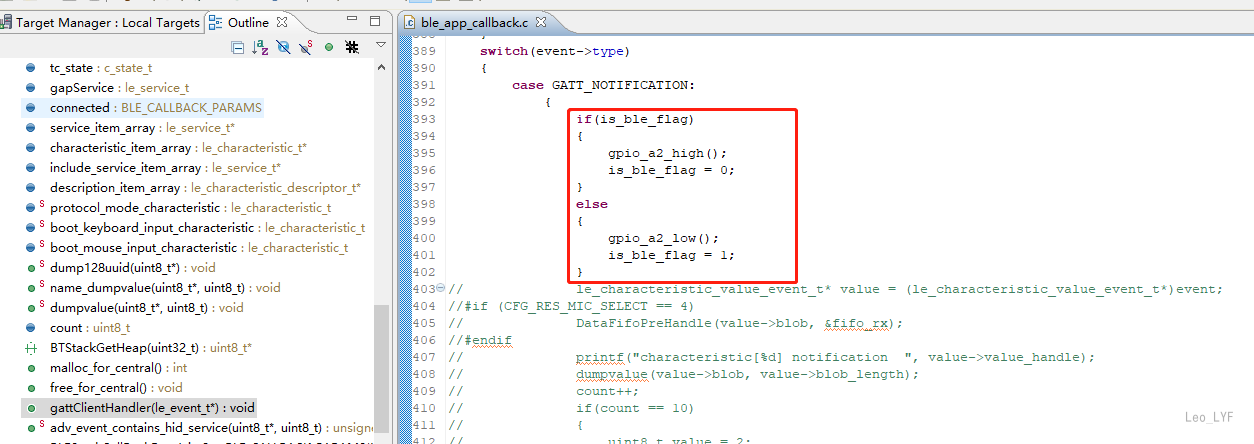 Target Manager : Local Targets
Outline
tc_state : c_state_t
gapService : le_service_t
connected : BLE_CALLBACK_PARAMS
service_item_array : le_service_t*
characteristic_item_array : le_characteristic_t*
include_service_item_array : le_service_t*
description_item_array : le_characteristic_descriptor_t*
S protocol_mode_characteristic : le_characteristic_t
S boot_keyboard_input_characteristic : le_characteristic_t
S boot_mouse_input_characteristic : le_characteristic_t
S dump128uuid(uint8_t*) : void
S name_dumpvalue(uint8_t*, uint8_t) : void
S dumpvalue(uint8_t*, uint8_t) : void
count : uint8_t
BTStackGetHeap(uint32_t) : uint8_t*
malloc_for_central() : int
free_for_central() : void
gattClientHandler(le_event_t*) : void
S adv_event_contains_hid_service(uint8_t*, uint8_t) : unsigne
ble_app_callback.c
389 switch(event->type)
390 {
391 case GATT_NOTIFICATION:
392 {
393 if(is_ble_flag)
394 {
395 gpio_a2_high();
396 is_ble_flag = 0;
397 }
398 else
399 {
400 gpio_a2_low();
401 is_ble_flag = 1;
402 }
403 // le_characteristic_value_event_t* value = (le_characteristic_value_event_t*)event;
404 //#if (CFG_RES_MIC_SELECT == 4)
405 // DataFifoPreHandle(value->blob, &fifo_rx);
406 //#endif
407 // printf("characteristic[%d] notification ", value->value_handle);
408 // dumpvalue(value->blob, value->blob_length);
409 // count++;
410 // if(count == 10)
411 // {
412 // uint8_t value = 2;
Leo_LYF